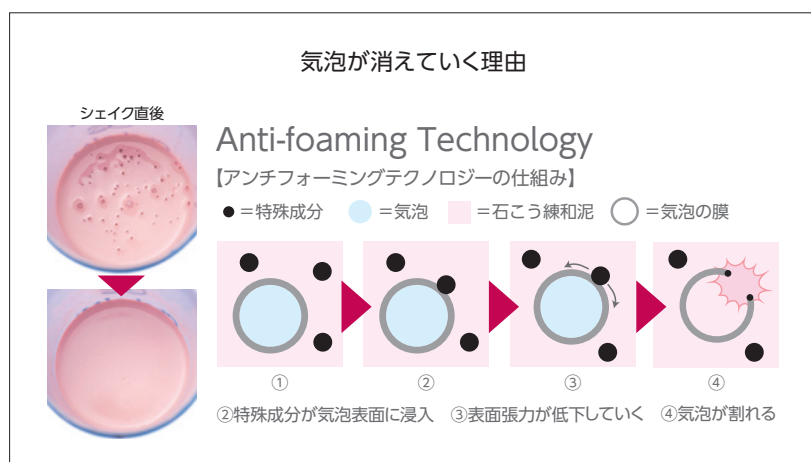 気泡が消えていく理由
シェイク直後
Anti-foaming Technology
【アンチフォーミングテクノロジーの仕組み】
●=特殊成分 =気泡 =石こう練和泥 =気泡の膜
① ② ③ ④
②特殊成分が気泡表面に浸入 ③表面張力が低下していく ④気泡が割れる